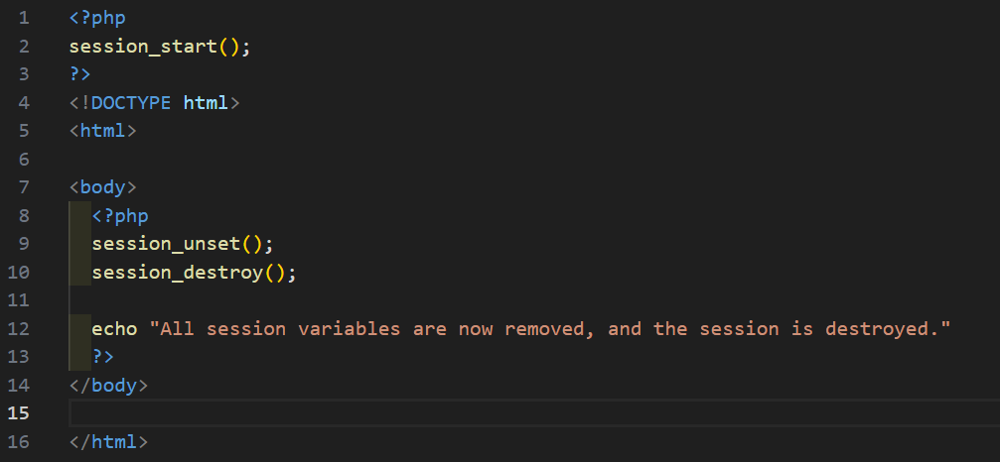 1 <?php
2 session_start();
3 ?>
4 <!DOCTYPE html>
5 <html>
6
7 <body>
8 <?php
9 session_unset();
10 session_destroy();
11
12 echo "All session variables are now removed, and the session is destroyed."
13 ?>
14 </body>
15
16 </html>